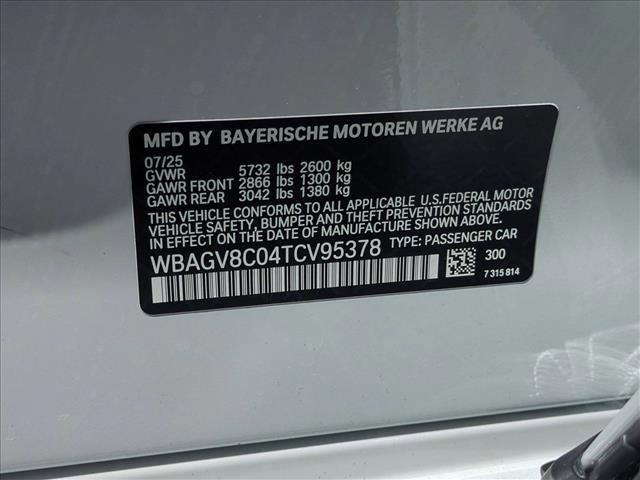 MFD BY BAYERISCHE MOTOREN WERKE AG
07/25
GVWR 5732 lbs 2600 kg
GAWR FRONT 2866 lbs 1300 kg
GAWR REAR 3042 lbs 1380 kg
THIS VEHICLE CONFORMS TO ALL APPLICABLE U.S.FEDERAL MOTOR
VEHICLE SAFETY, BUMPER AND THEFT PREVENTION STANDARDS
IN EFFECT ON THE DATE OF MANUFACTURE SHOWN ABOVE.
WBAGV8C04TCV95378 TYPE: PASSENGER CAR
300
7 315 814